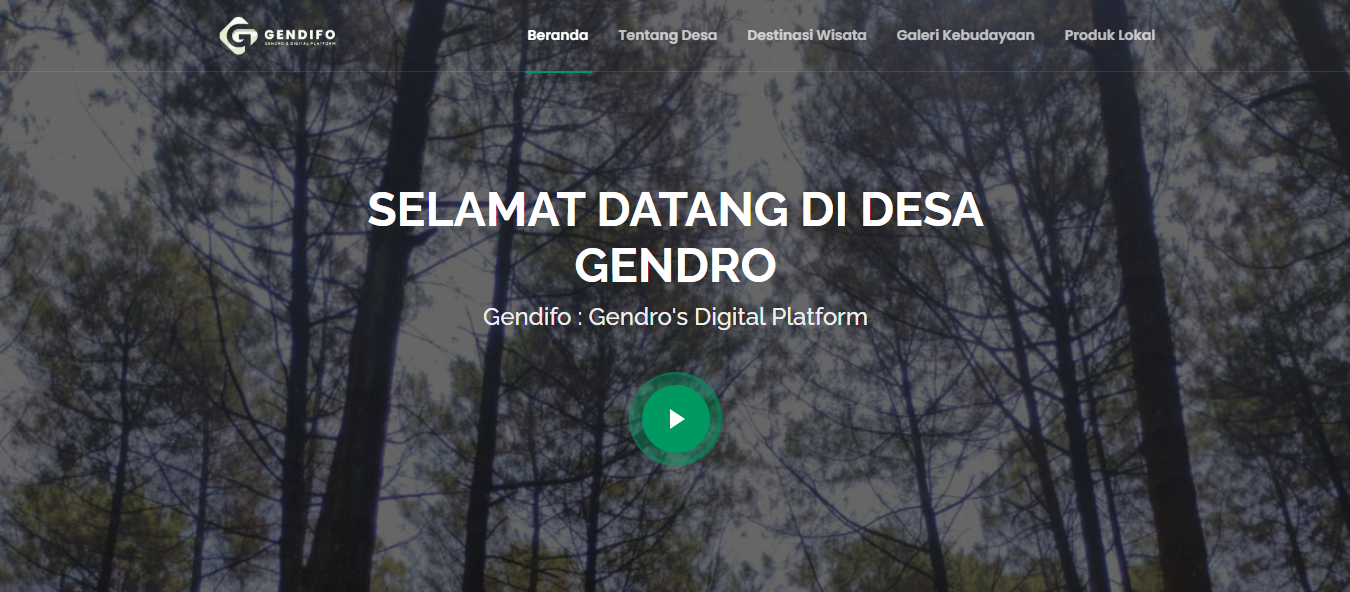 GENDIFO
GENDRO'S DIGITAL PLATFORM
Beranda
Tentang Desa
Destinasi Wisata
Galeri Kebudayaan
Produk Lokal
SELAMAT DATANG DI DESA
GENDRO
Gendifo : Gendro's Digital Platform